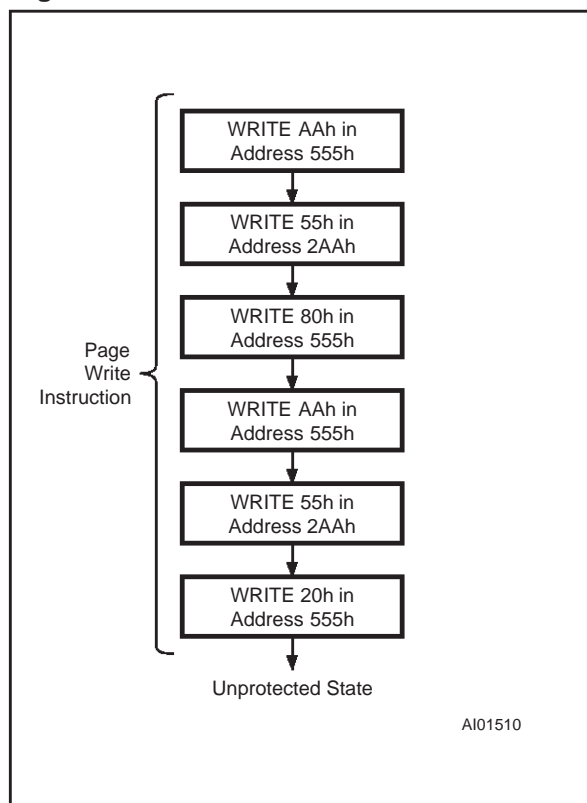 WRITE AAh in
Address 555h
WRITE 55h in
Address 2AAh
WRITE 80h in
Address 555h
Page
Write
Instruction
WRITE AAh in
Address 555h
WRITE 55h in
Address 2AAh
WRITE 20h in
Address 555h
Unprotected State
AI01510